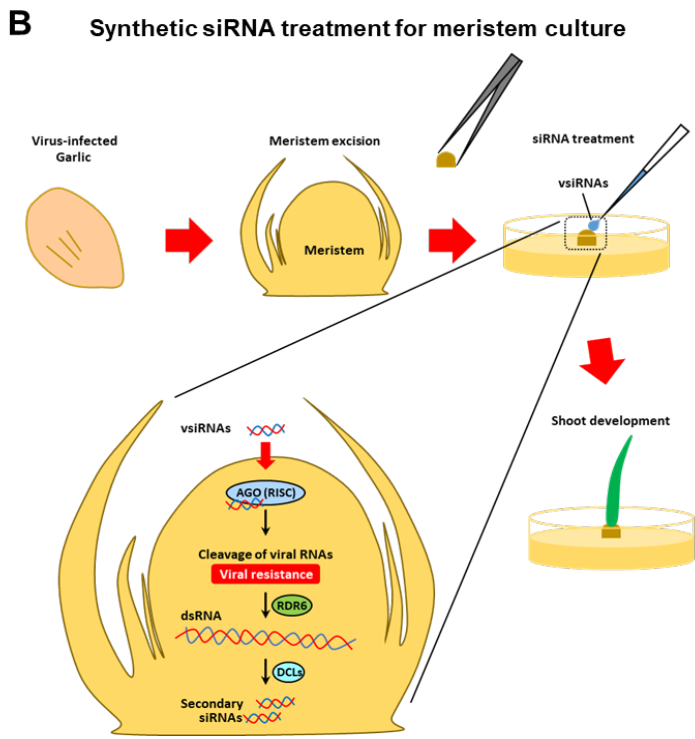 B
Synthetic siRNA treatment for meristem culture
Virus-infected
Garlic
Meristem excision
Meristem
siRNA treatment
vsiRNAs
Shoot development
vsiRNAs
AGO (RISC)
Cleavage of viral RNAs
Viral resistance
RDR6
dsRNA
DCLs
Secondary
siRNAs